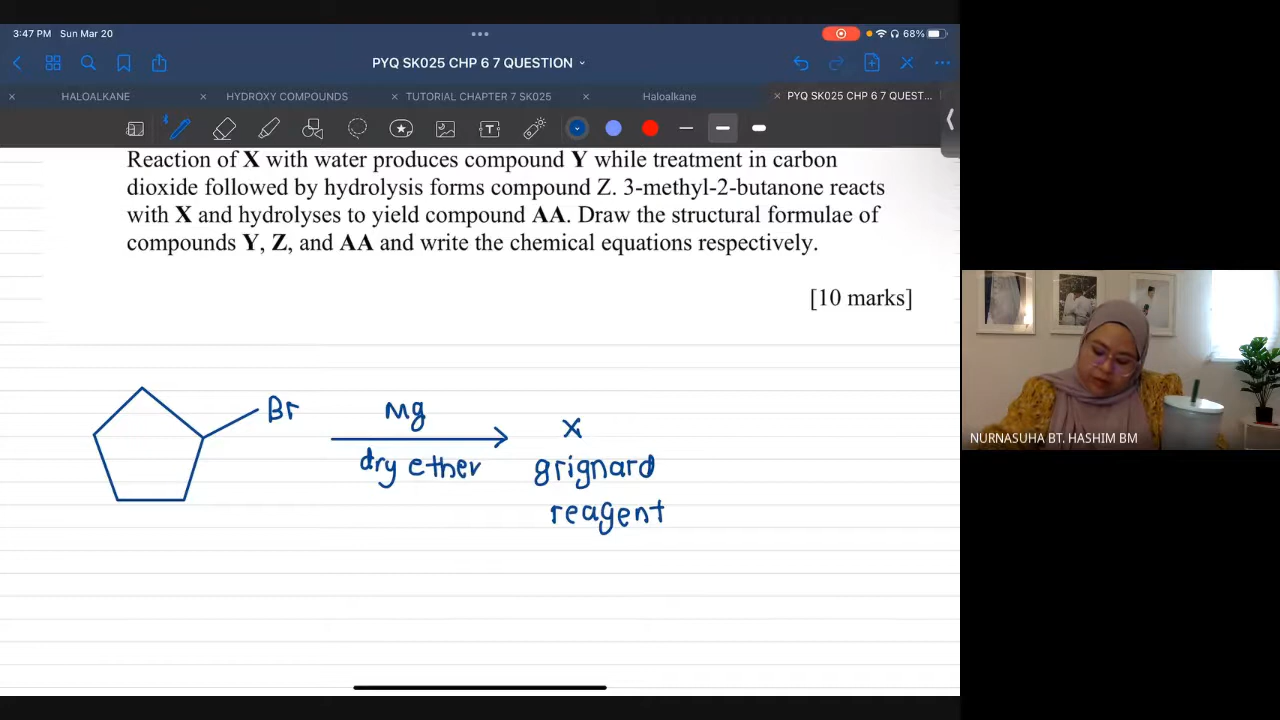 3:47 PM Sun Mar 20
68%
PYQ SK025 CHP 6 7 QUESTION
HALOALKANE
HYDROXY COMPOUNDS
TUTORIAL CHAPTER 7 SK025
Haloalkane
PYQ SK025 CHP 6 7 QUEST...
Reaction of X with water produces compound Y while treatment in carbon
dioxide followed by hydrolysis forms compound Z. 3-methyl-2-butanone reacts
with X and hydrolyses to yield compound AA. Draw the structural formulae of
compounds Y, Z, and AA and write the chemical equations respectively.
[10 marks]
Br
Mg
dry ether
X
grignard
reagent
NURNASUHA BT. HASHIM BM